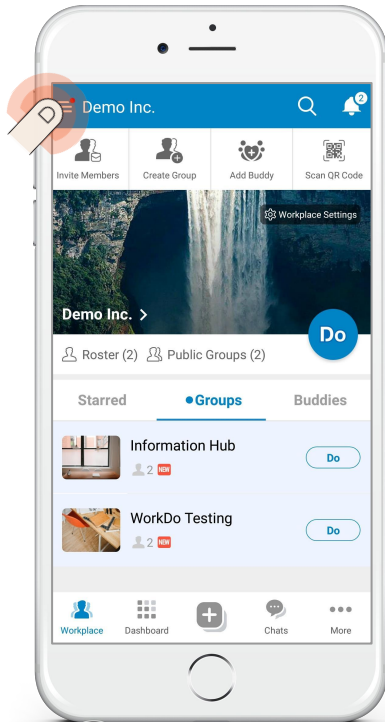 Demo Inc.
2
Invite Members
Create Group
Add Buddy
Scan QR Code
Workplace Settings
Demo Inc. >
Do
Roster (2) Public Groups (2)
Starred
Groups
Buddies
Information Hub
2 NEW
Do
WorkDo Testing
2 NEW
Do
Workplace
Dashboard
Chats
More